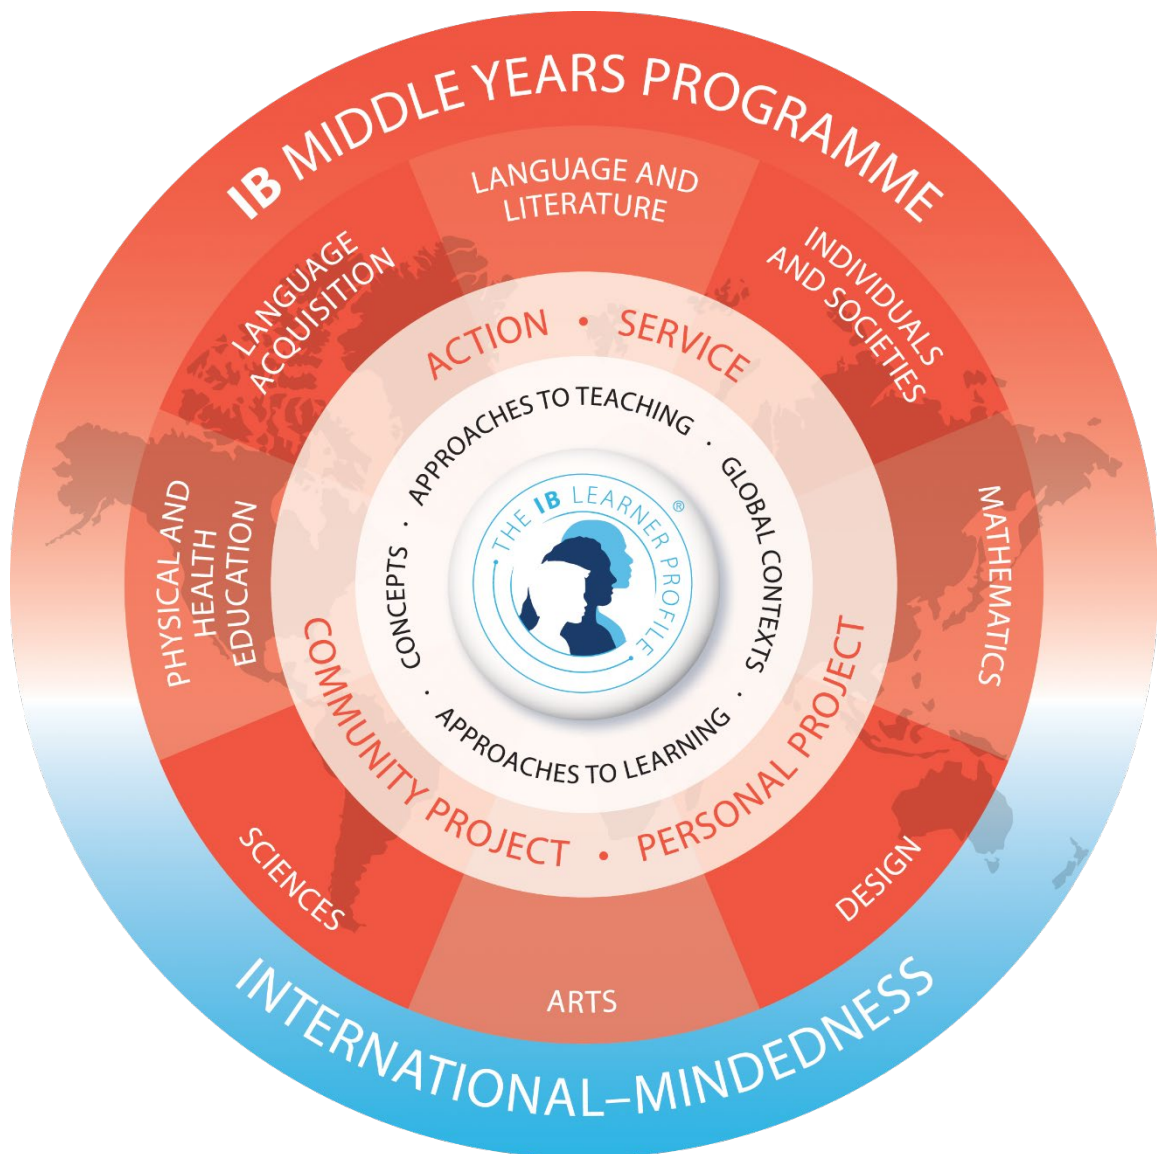 IB MIDDLE YEARS PROGRAMME
LANGUAGE AND
LITERATURE
INDIVIDUALS
AND SOCIETIES
MATHEMATICS
DESIGN
ARTS
SCIENCES
PHYSICAL AND
HEALTH
EDUCATION
LANGUAGE
ACQUISITION
ACTION • SERVICE
PERSONAL PROJECT
•
COMMUNITY PROJECT
APPROACHES TO TEACHING ·
GLOBAL CONTEXTS ·
APPROACHES TO LEARNING ·
CONCEPTS ·
• THE IB LEARNER PROFILE •
®
INTERNATIONAL–MINDEDNESS